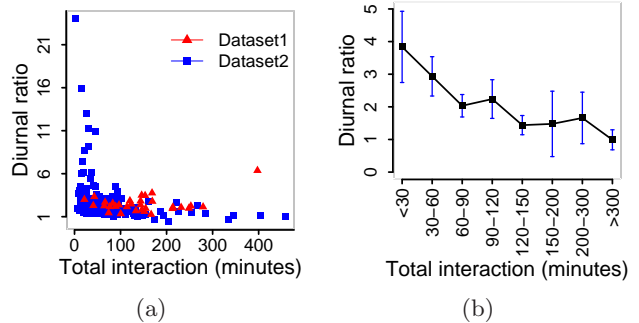 Diurnal ratio
21
16
11
6
1
Dataset1
Dataset2
0 100 200 300 400
Total interaction (minutes)
(a)
Diurnal ratio
5
4
3
2
1
0
<30
30−60
60−90
90−120
120−150
150−200
200−300
>300
Total interaction (minutes)
(b)